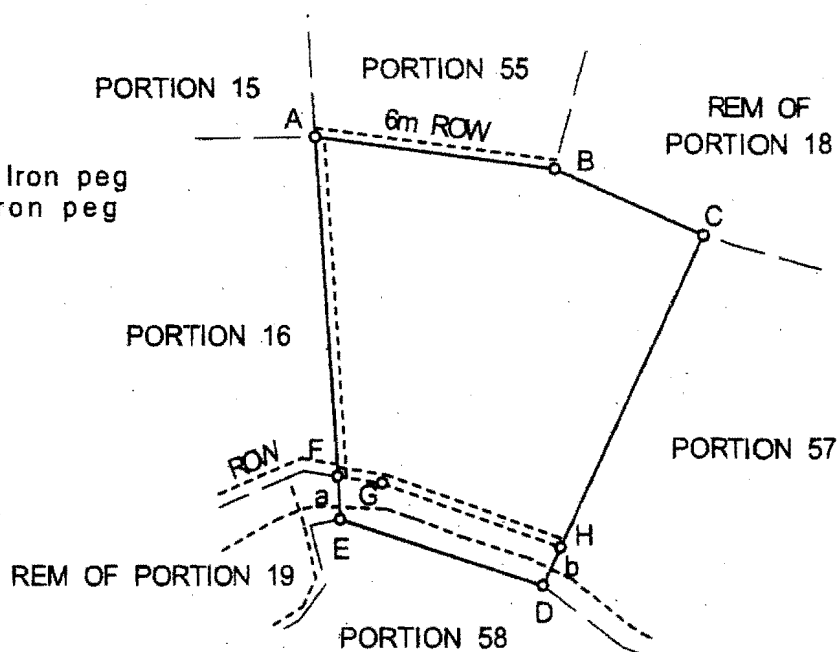 PORTION 15
PORTION 55
REM OF
PORTION 18
A
6m ROW
B
Iron peg
ron peg
C
PORTION 16
PORTION 57
ROW
F
a
G
E
H
b
D
REM OF PORTION 19
PORTION 58